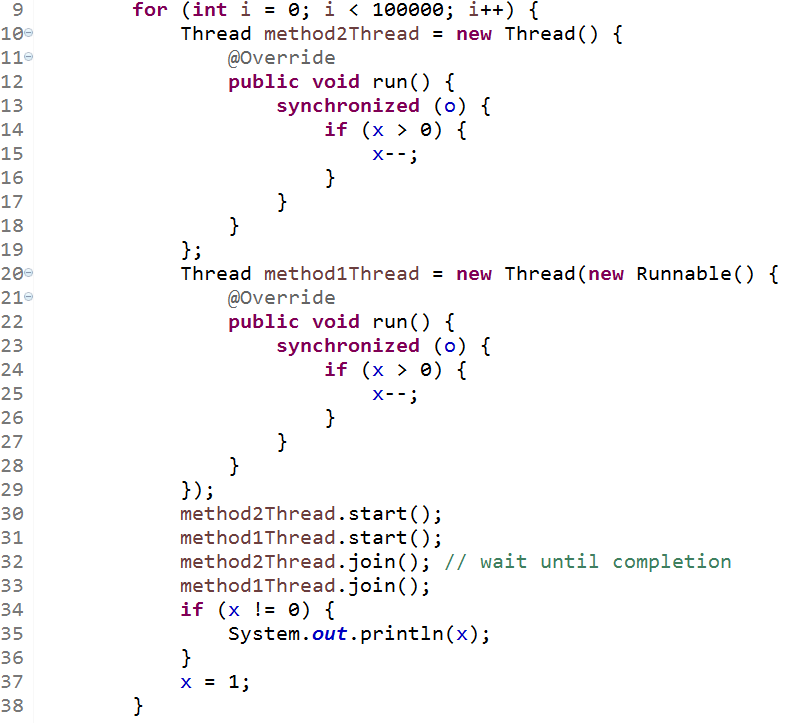 9 for (int i = 0; i < 100000; i++) {
10 Thread method2Thread = new Thread() {
11 @Override
12 public void run() {
13 synchronized (o) {
14 if (x > 0) {
15 x--;
16 }
17 }
18 }
19 };
20 Thread method1Thread = new Thread(new Runnable() {
21 @Override
22 public void run() {
23 synchronized (o) {
24 if (x > 0) {
25 x--;
26 }
27 }
28 }
29 });
30 method2Thread.start();
31 method1Thread.start();
32 method2Thread.join(); // wait until completion
33 method1Thread.join();
34 if (x != 0) {
35 System.out.println(x);
36 }
37 x = 1;
38 }